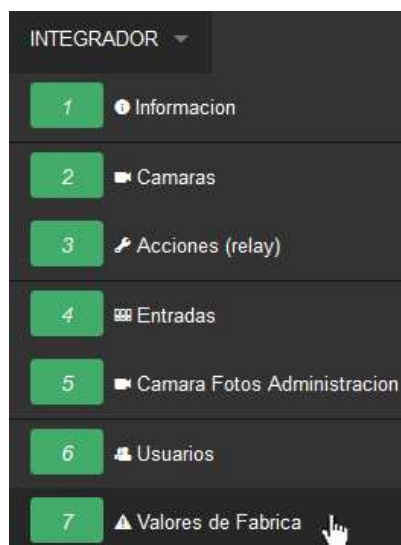 INTEGRADOR
1 Informacion
2 Camaras
3 Acciones (relay)
4 Entradas
5 Camara Fotos Administracion
6 Usuarios
7 Valores de Fabrica